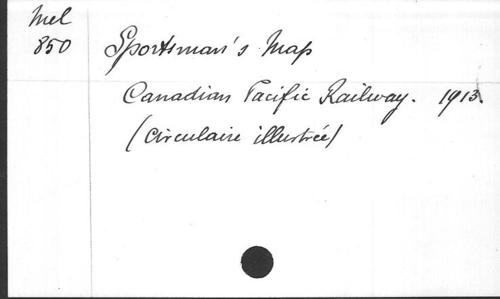 Mel
850
Sportsman's Map
Canadian Pacific Railway. 1913.
(Circulaire illustrée)